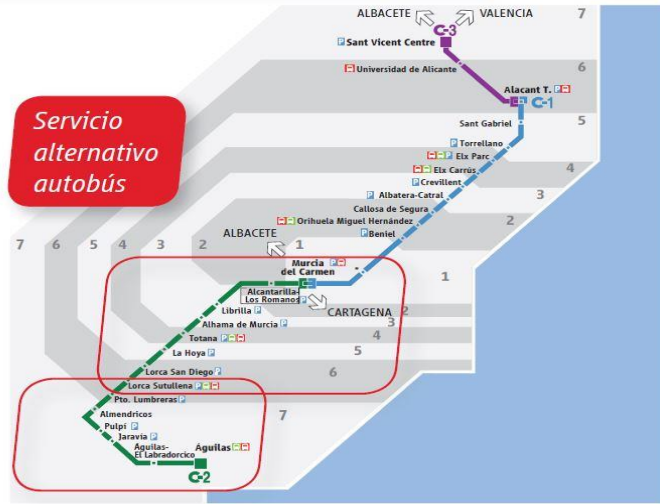 ALBACETE
VALENCIA
7
C-3
Sant Vicent Centre
6
Universidad de Alicante
Alacant T.
C-1
Servicio
alternativo
autobús
Sant Gabriel
5
Torrellano
Elx Parc
4
Elx Carrús
Crevillent
3
Albatera-Catral
Callosa de Segura
2
Orihuela Miguel Hernández
Beniel
ALBACETE
7
6
5
4
3
2
1
1
Murcia
del Carmen
Alcantarilla-
Los Romanos
CARTAGENA
2
Librilla
3
Alhama de Murcia
4
Totana
5
La Hoya
6
Lorca San Diego
Lorca Sutullena
Pto. Lumbreras
7
Almendricos
Pulpí
Jaravía
Águilas-
El Labradorcico
Águilas
C-2